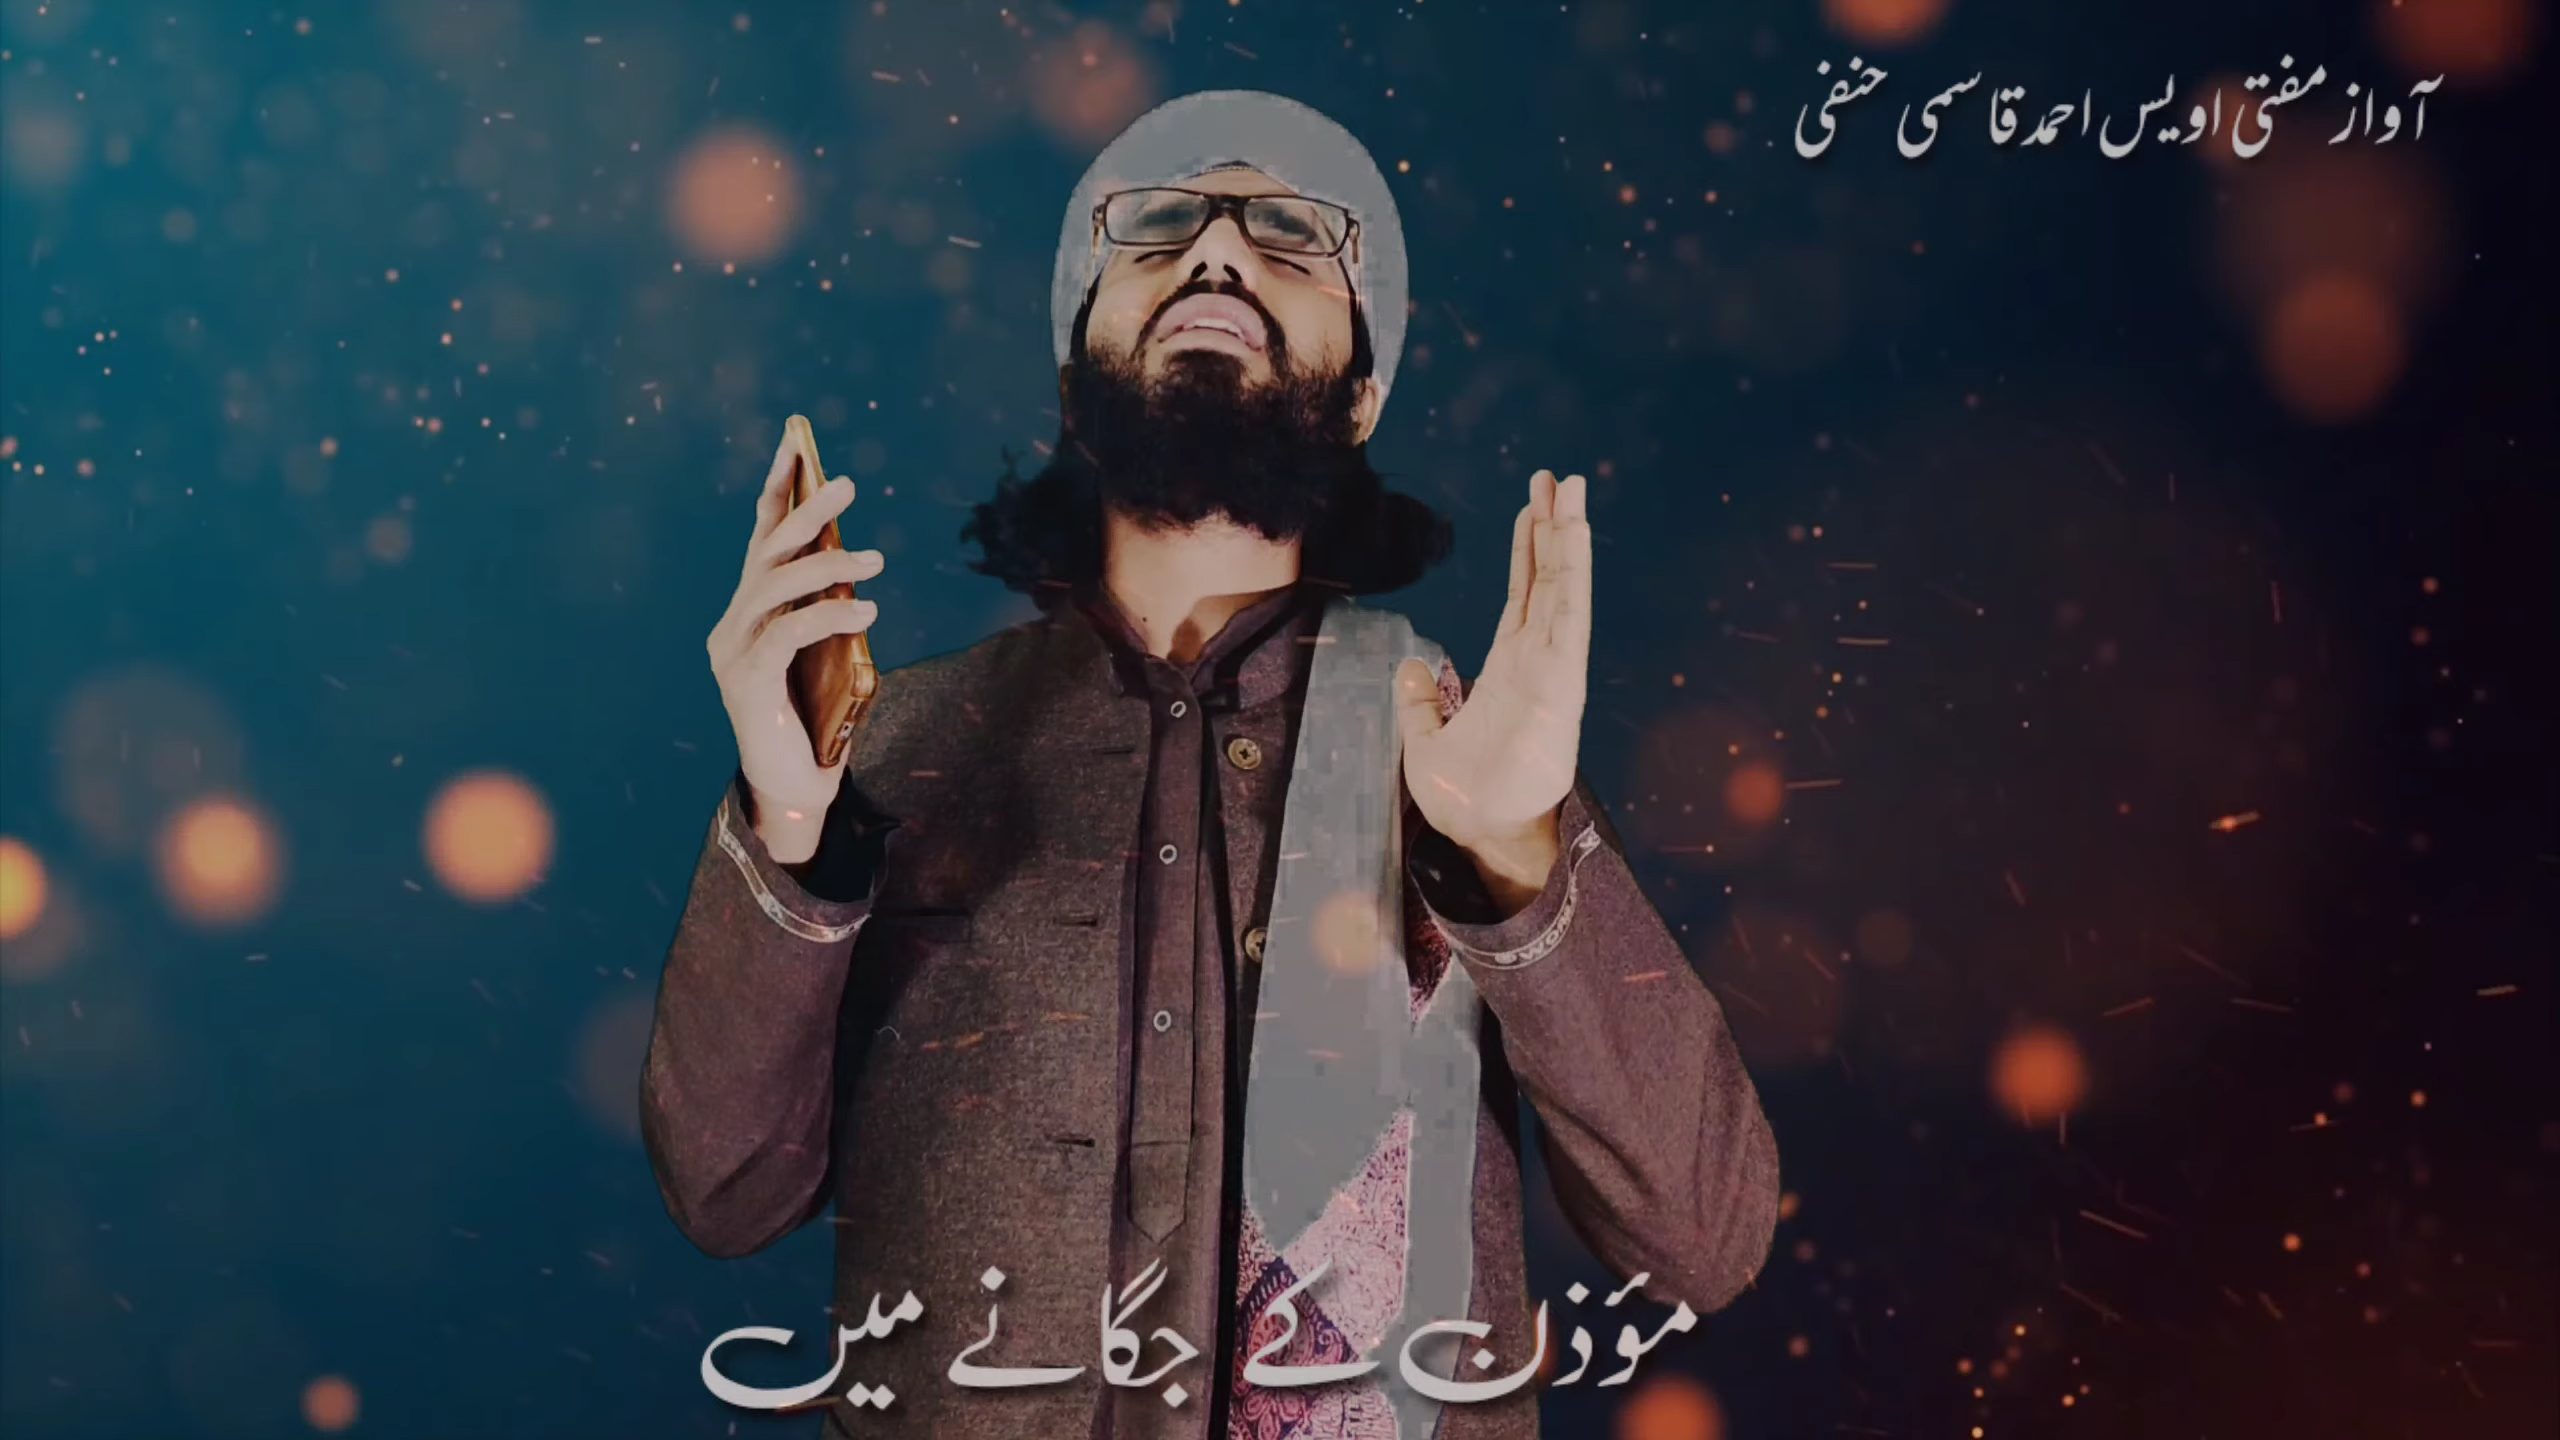 آواز مفتی اویس احمد قاسمی حنفی
مؤذن کے جگانے میں